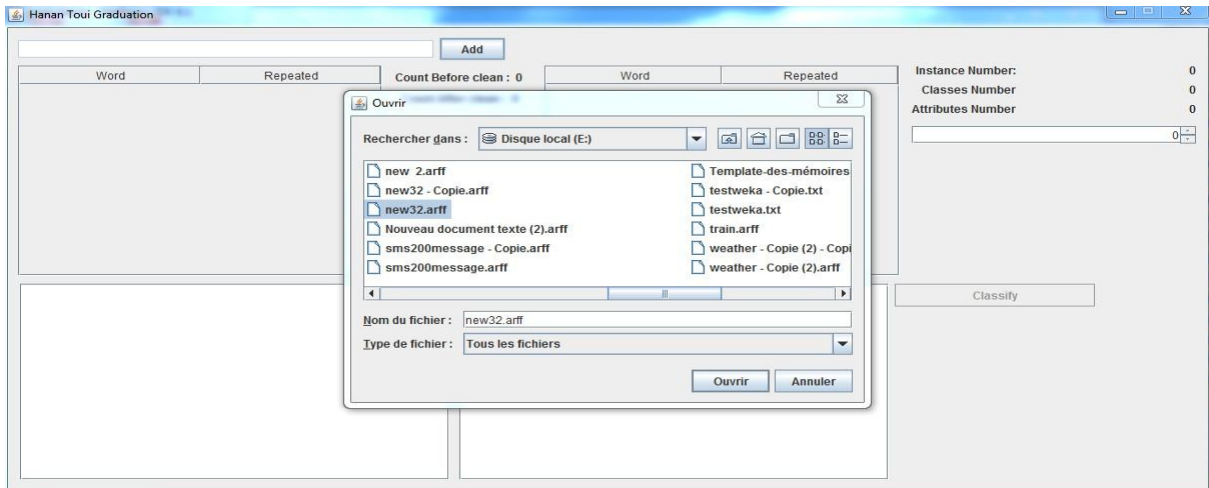 Hanan Toui Graduation
Add
Word Repeated Count Before clean : 0 Word Repeated
Instance Number: 0
Classes Number 0
Attributes Number 0
0
Ouvrir
Rechercher dans : Disque local (E:)
new 2.arff
new32 - Copie.arff
new32.arff
Nouveau document texte (2).arff
sms200message - Copie.arff
sms200message.arff
Template-des-mémoires
testweka - Copie.txt
testweka.txt
train.arff
weather - Copie (2) - Copi
weather - Copie (2).arff
Nom du fichier : new32.arff
Type de fichier : Tous les fichiers
Ouvrir Annuler
Classify